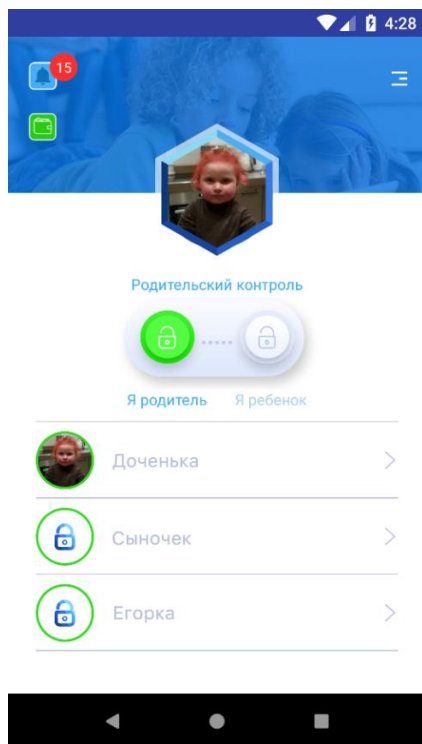 4:28
15
Родительский контроль
Я родитель Я ребенок
Доченька
Сыночек
Егорка